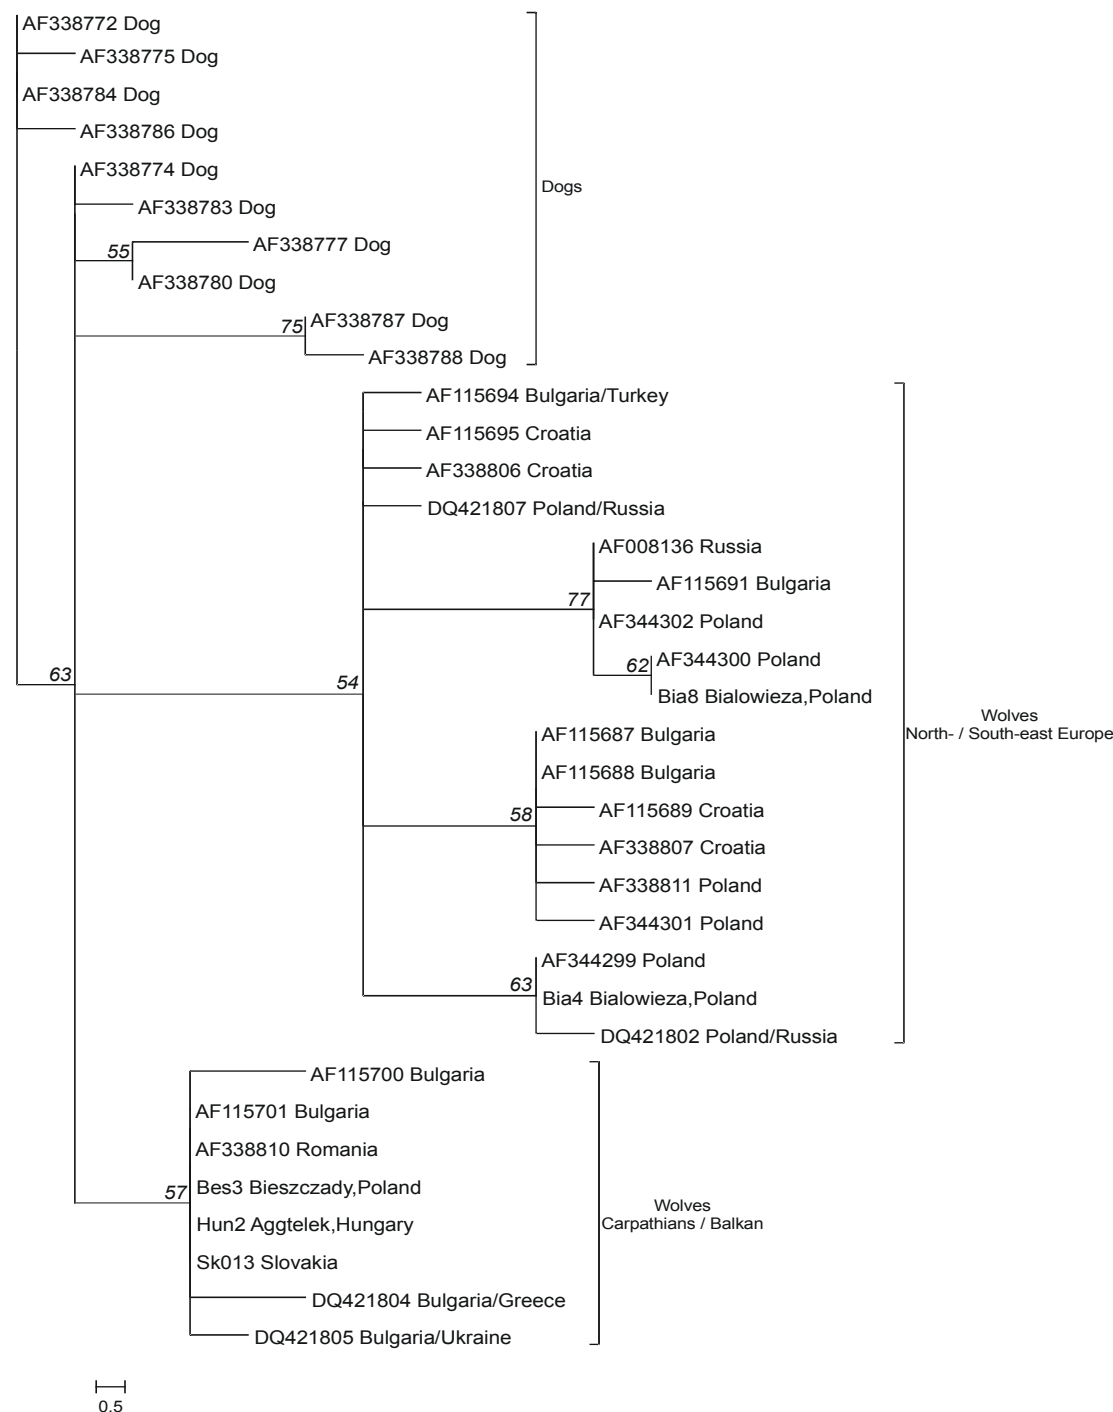 AF338772 Dog
AF338775 Dog
AF338784 Dog
AF338786 Dog
AF338774 Dog
Dogs
AF338783 Dog
55
AF338777 Dog
AF338780 Dog
75
AF338787 Dog
AF338788 Dog
AF115694 Bulgaria/Turkey
AF115695 Croatia
AF338806 Croatia
DQ421807 Poland/Russia
AF008136 Russia
AF115691 Bulgaria
77
AF344302 Poland
AF344300 Poland
62
63
54
Bia8 Bialowieza,Poland
Wolves
North- / South-east Europe
AF115687 Bulgaria
AF115688 Bulgaria
AF115689 Croatia
58
AF338807 Croatia
AF338811 Poland
AF344301 Poland
AF344299 Poland
63
Bia4 Bialowieza,Poland
DQ421802 Poland/Russia
AF115700 Bulgaria
AF115701 Bulgaria
AF338810 Romania
57
Bes3 Bieszczady,Poland
Wolves
Carpathians / Balkan
Hun2 Aggtelek,Hungary
Sk013 Slovakia
DQ421804 Bulgaria/Greece
DQ421805 Bulgaria/Ukraine
0.5